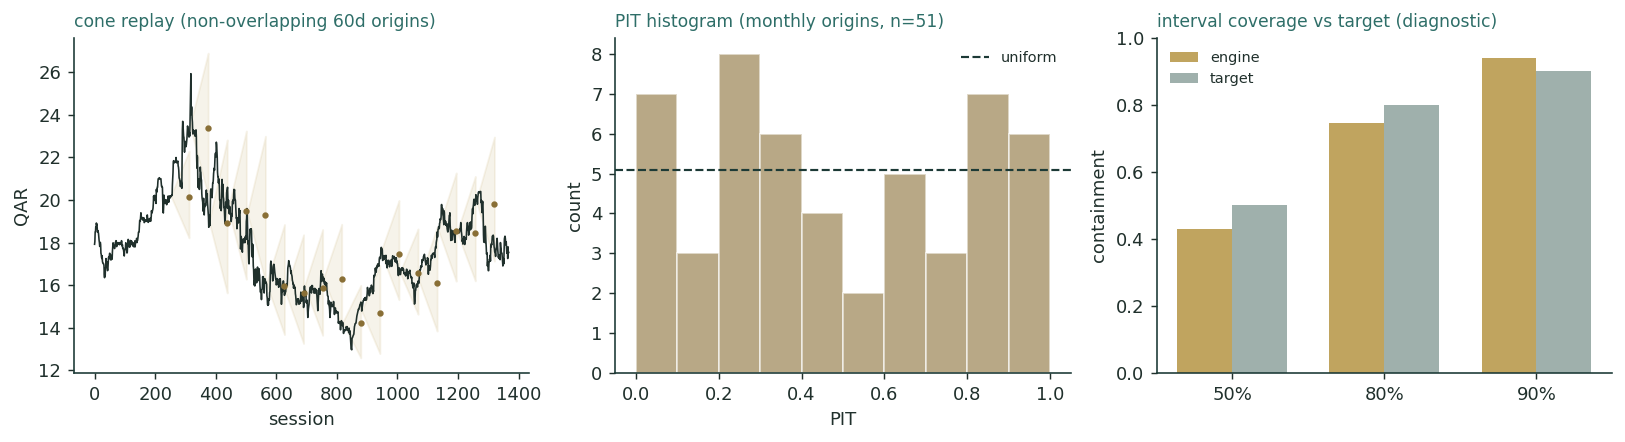 cone replay (non-overlapping 60d origins)
26
24
22
20
18
16
14
12
QAR
0 200 400 600 800 1000 1200 1400
session
PIT histogram (monthly origins, n=51)
uniform
8
7
6
5
4
3
2
1
0
count
0.0 0.2 0.4 0.6 0.8 1.0
PIT
interval coverage vs target (diagnostic)
engine
target
1.0
0.8
0.6
0.4
0.2
0.0
containment
50% 80% 90%